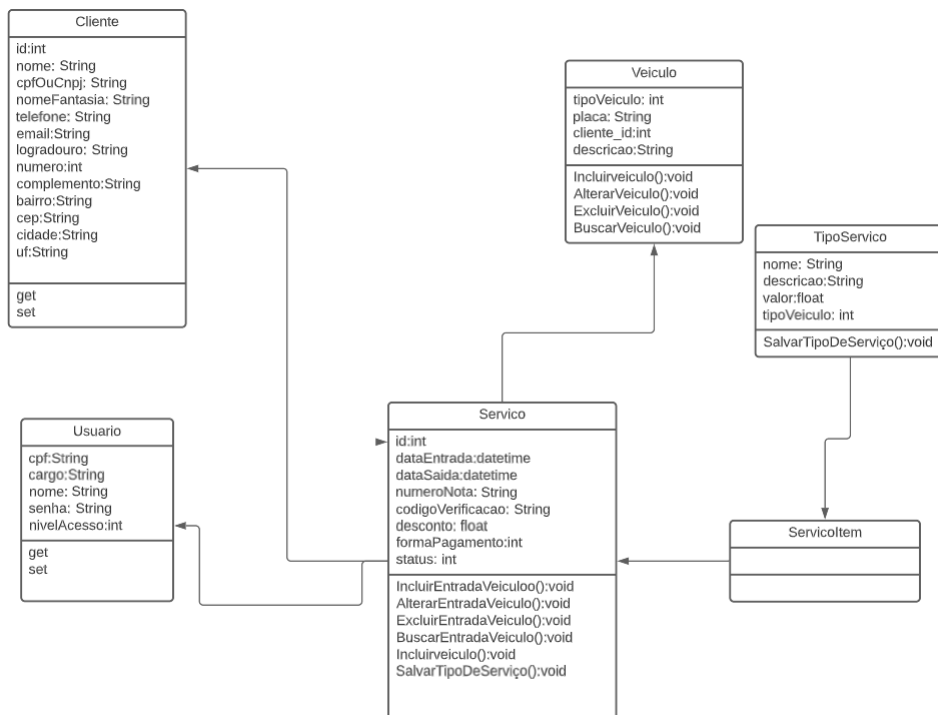 Cliente
id:int
nome: String
cpfOuCnpj: String
nomeFantasia: String
telefone: String
email:String
logradouro: String
numero:int
complemento:String
bairro:String
cep:String
cidade:String
uf:String
get
set
Veiculo
tipoVeiculo: int
placa: String
cliente_id:int
descricao:String
Incluirveiculo():void
AlterarVeiculo():void
ExcluirVeiculo():void
BuscarVeiculo():void
TipoServico
nome: String
descricao:String
valor:float
tipoVeiculo: int
SalvarTipoDeServiço():void
Usuario
cpf:String
cargo:String
nome: String
senha: String
nivelAcesso:int
get
set
Servico
id:int
dataEntrada:datetime
dataSaida:datetime
numeroNota: String
codigoVerificacao: String
desconto: float
formaPagamento:int
status: int
IncluirEntradaVeiculoo():void
AlterarEntradaVeiculo():void
ExcluirEntradaVeiculo():void
BuscarEntradaVeiculo():void
Incluirveiculo():void
SalvarTipoDeServiço():void
ServicoItem